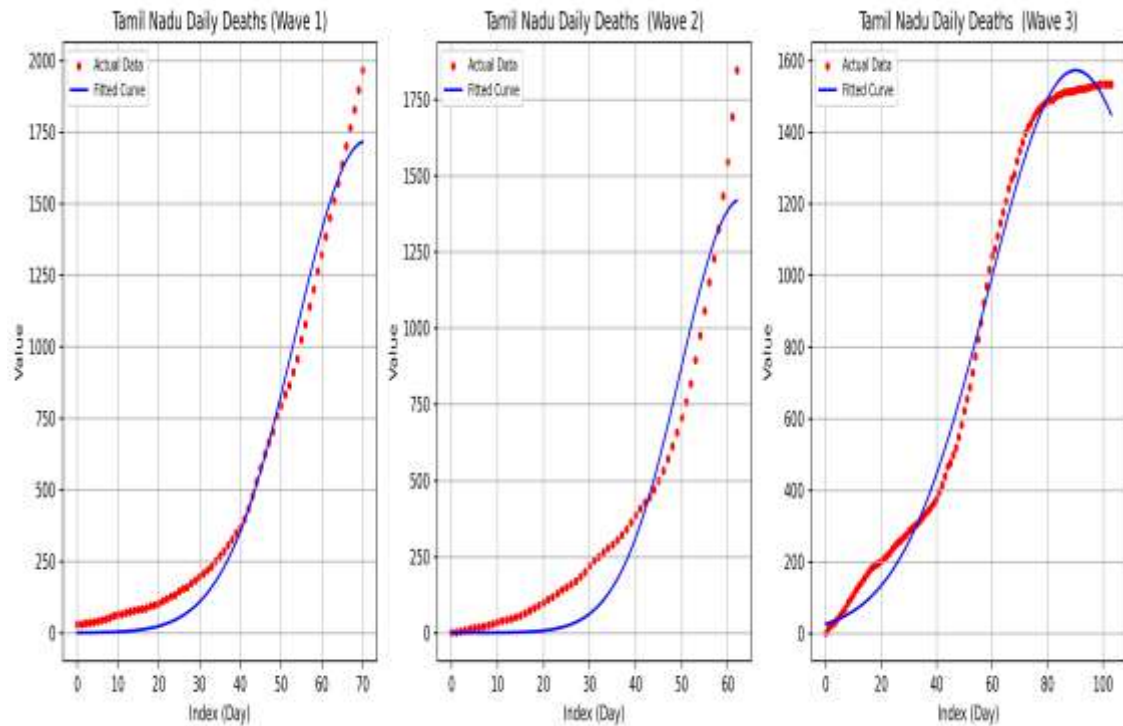 Tamil Nadu Daily Deaths (Wave 1)
Actual Data
Fitted Curve
Value
2000
1750
1500
1250
1000
750
500
250
0
0 10 20 30 40 50 60 70
Index (Day)
Tamil Nadu Daily Deaths (Wave 2)
Actual Data
Fitted Curve
Value
1750
1500
1250
1000
750
500
250
0
0 10 20 30 40 50 60
Index (Day)
Tamil Nadu Daily Deaths (Wave 3)
Actual Data
Fitted Curve
Value
1600
1400
1200
1000
800
600
400
200
0
0 20 40 60 80 100
Index (Day)